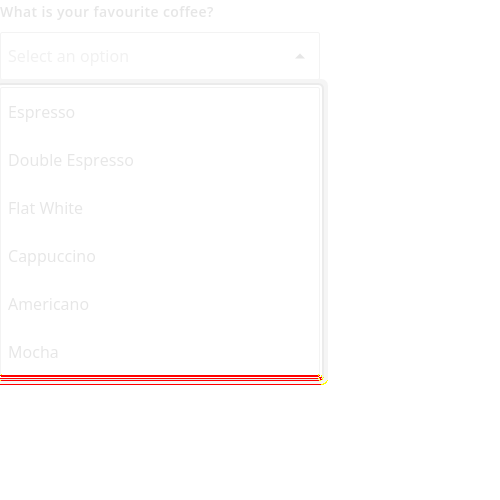 What is your favourite coffee?
Select an option
Espresso
Double Espresso
Flat White
Cappuccino
Americano
Mocha